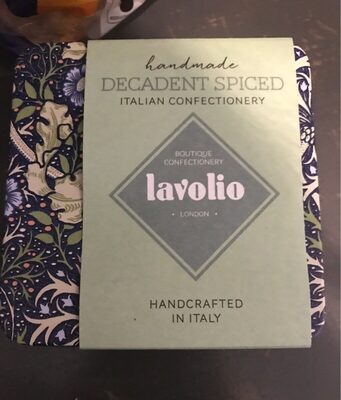 handmade
DECADENT SPICED
ITALIAN CONFECTIONERY
BOUTIQUE
CONFECTIONERY
lavolio
• LONDON •
HANDCRAFTED
IN ITALY